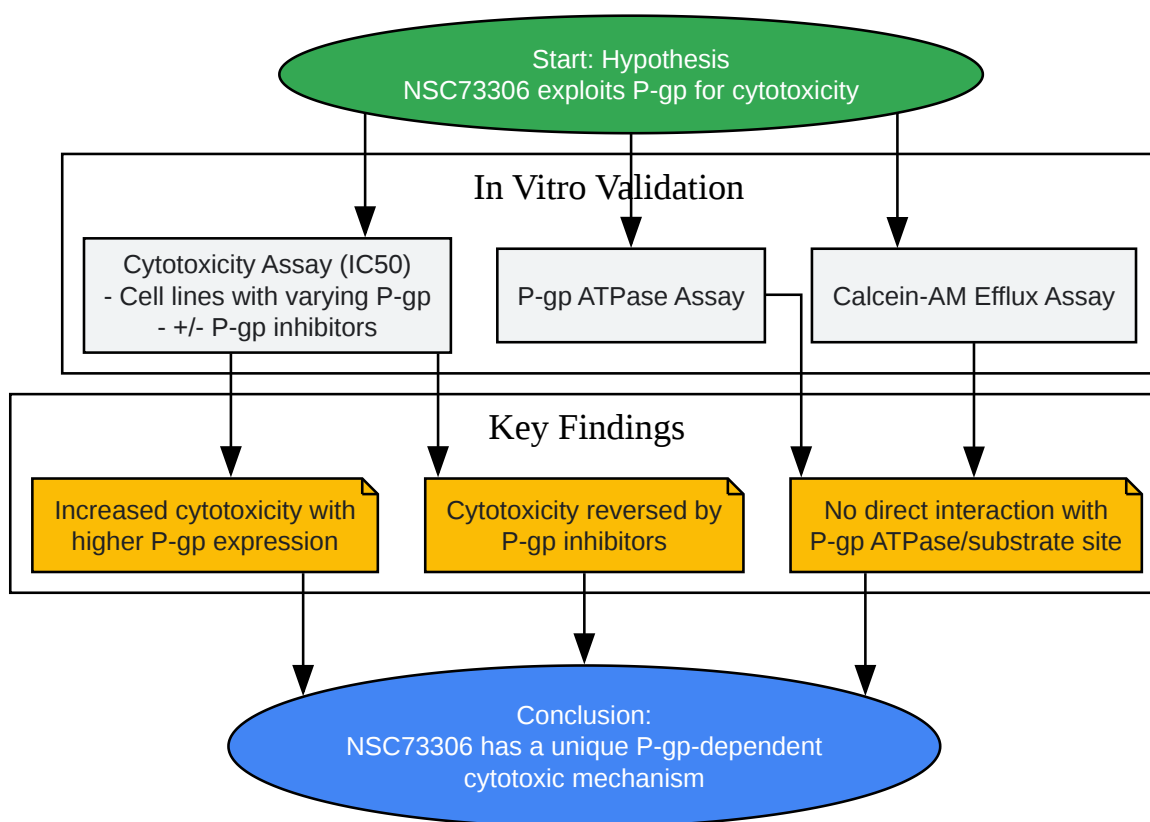 Start: Hypothesis
NSC73306 exploits P-gp for cytotoxicity
In Vitro Validation
Cytotoxicity Assay (IC50)
- Cell lines with varying P-gp
- +/- P-gp inhibitors
P-gp ATPase Assay
Calcein-AM Efflux Assay
Key Findings
Increased cytotoxicity with
higher P-gp expression
Cytotoxicity reversed by
P-gp inhibitors
No direct interaction with
P-gp ATPase/substrate site
Conclusion:
NSC73306 has a unique P-gp-dependent
cytotoxic mechanism